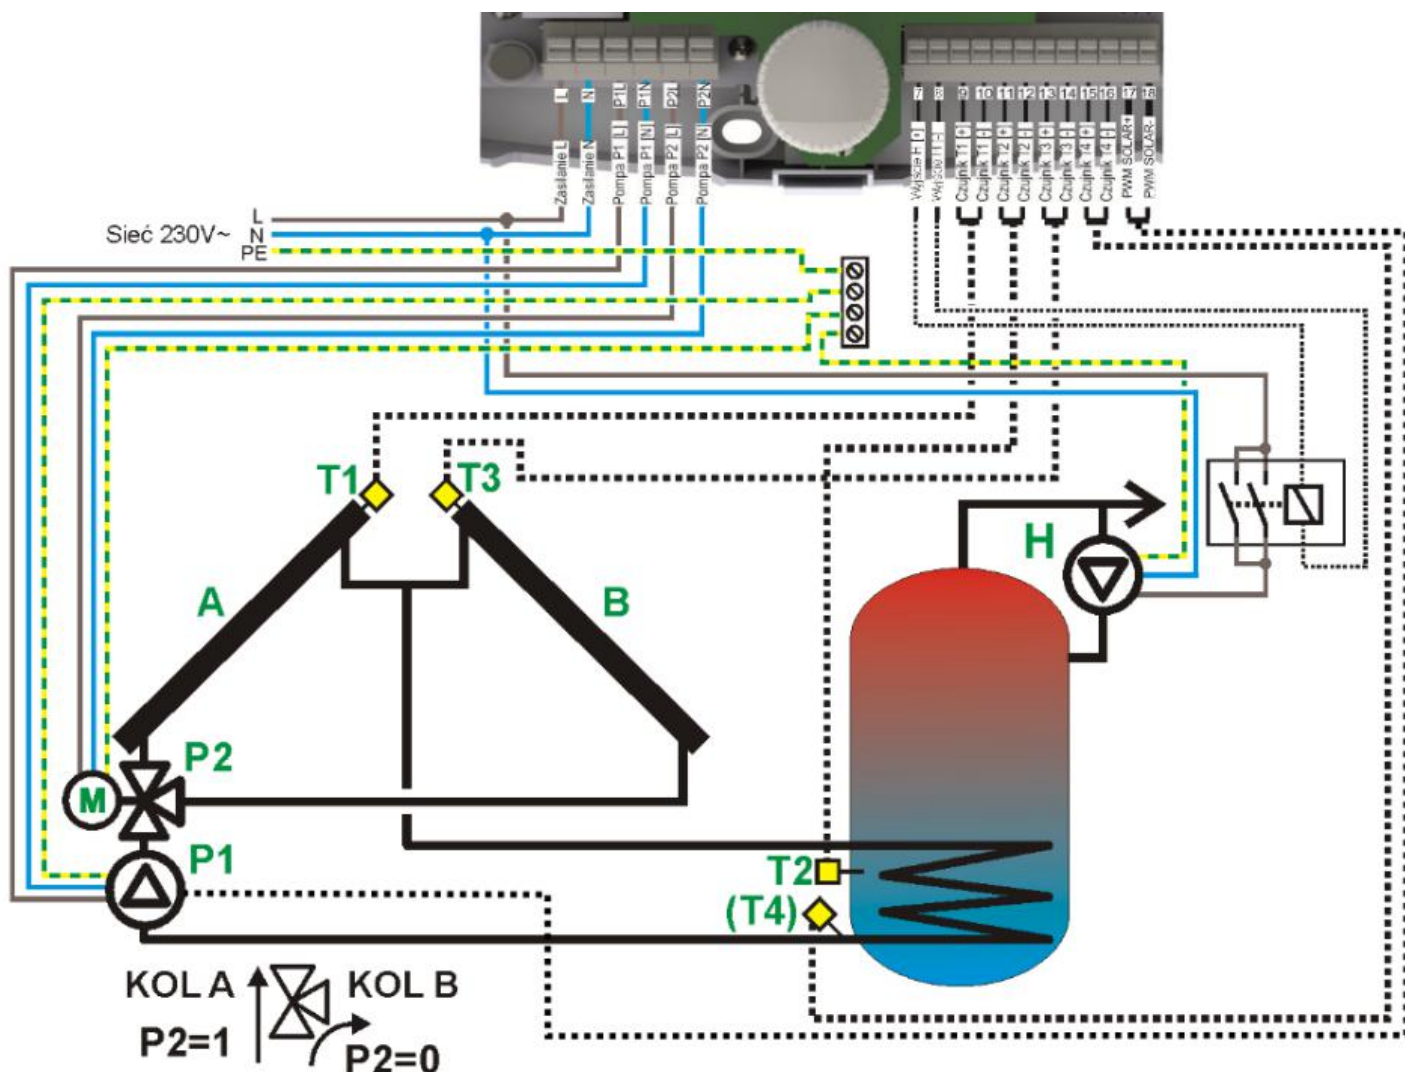 L
N
P1L
P1N
P2L
P2N
Zasilanie L
Zasilanie N
Pompa P1 [L]
Pompa P1 [N]
Pompa P2 [L]
Pompa P2 [N]
7
8
9
10
11
12
13
14
15
16
17
18
Wyjście H [+]
Wyjście H [-]
Czujnik T1 [+]
Czujnik T1 [-]
Czujnik T2 [+]
Czujnik T2 [-]
Czujnik T3 [+]
Czujnik T3 [-]
Czujnik T4 [+]
Czujnik T4 [-]
PWM SOLAR+
PWM SOLAR-
Sieć 230V~
L
N
PE
T1
T3
A
B
H
P2
M
P1
T2
(T4)
KOL A
KOL B
P2=1
P2=0